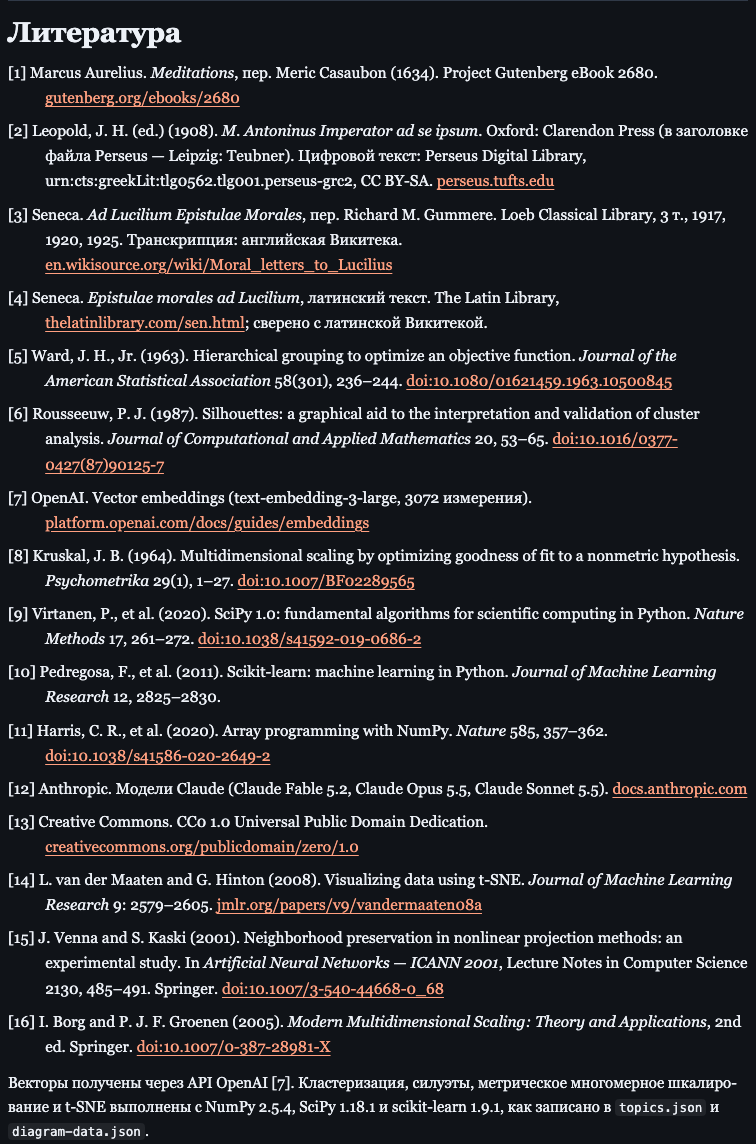 Литература
[1] Marcus Aurelius. Meditations, пер. Meric Casaubon (1634). Project Gutenberg eBook 2680.
gutenberg.org/ebooks/2680
[2] Leopold, J. H. (ed.) (1908). M. Antoninus Imperator ad se ipsum. Oxford: Clarendon Press (в заголовке
файла Perseus — Leipzig: Teubner). Цифровой текст: Perseus Digital Library,
urn:cts:greekLit:tlg0562.tlg001.perseus-grc2, CC BY-SA. perseus.tufts.edu
[3] Seneca. Ad Lucilium Epistulae Morales, пер. Richard M. Gummere. Loeb Classical Library, 3 т., 1917,
1920, 1925. Транскрипция: английская Викитека.
en.wikisource.org/wiki/Moral_letters_to_Lucilius
[4] Seneca. Epistulae morales ad Lucilium, латинский текст. The Latin Library,
thelatinlibrary.com/sen.html; сверено с латинской Викитекой.
[5] Ward, J. H., Jr. (1963). Hierarchical grouping to optimize an objective function. Journal of the
American Statistical Association 58(301), 236–244. doi:10.1080/01621459.1963.10500845
[6] Rousseeuw, P. J. (1987). Silhouettes: a graphical aid to the interpretation and validation of cluster
analysis. Journal of Computational and Applied Mathematics 20, 53–65. doi:10.1016/0377-
0427(87)90125-7
[7] OpenAI. Vector embeddings (text-embedding-3-large, 3072 измерения).
platform.openai.com/docs/guides/embeddings
[8] Kruskal, J. B. (1964). Multidimensional scaling by optimizing goodness of fit to a nonmetric hypothesis.
Psychometrika 29(1), 1–27. doi:10.1007/BF02289565
[9] Virtanen, P., et al. (2020). SciPy 1.0: fundamental algorithms for scientific computing in Python. Nature
Methods 17, 261–272. doi:10.1038/s41592-019-0686-2
[10] Pedregosa, F., et al. (2011). Scikit-learn: machine learning in Python. Journal of Machine Learning
Research 12, 2825–2830.
[11] Harris, C. R., et al. (2020). Array programming with NumPy. Nature 585, 357–362.
doi:10.1038/s41586-020-2649-2
[12] Anthropic. Модели Claude (Claude Fable 5.2, Claude Opus 5.5, Claude Sonnet 5.5). docs.anthropic.com
[13] Creative Commons. CC0 1.0 Universal Public Domain Dedication.
creativecommons.org/publicdomain/zero/1.0
[14] L. van der Maaten and G. Hinton (2008). Visualizing data using t-SNE. Journal of Machine Learning
Research 9: 2579–2605. jmlr.org/papers/v9/vandermaaten08a
[15] J. Venna and S. Kaski (2001). Neighborhood preservation in nonlinear projection methods: an
experimental study. In Artificial Neural Networks — ICANN 2001, Lecture Notes in Computer Science
2130, 485–491. Springer. doi:10.1007/3-540-44668-0_68
[16] I. Borg and P. J. F. Groenen (2005). Modern Multidimensional Scaling: Theory and Applications, 2nd
ed. Springer. doi:10.1007/0-387-28981-X
Векторы получены через API OpenAI [7]. Кластеризация, силуэты, метрическое многомерное шкалиро-
вание и t-SNE выполнены с NumPy 2.5.4, SciPy 1.18.1 и scikit-learn 1.9.1, как записано в topics.json и
diagram-data.json.